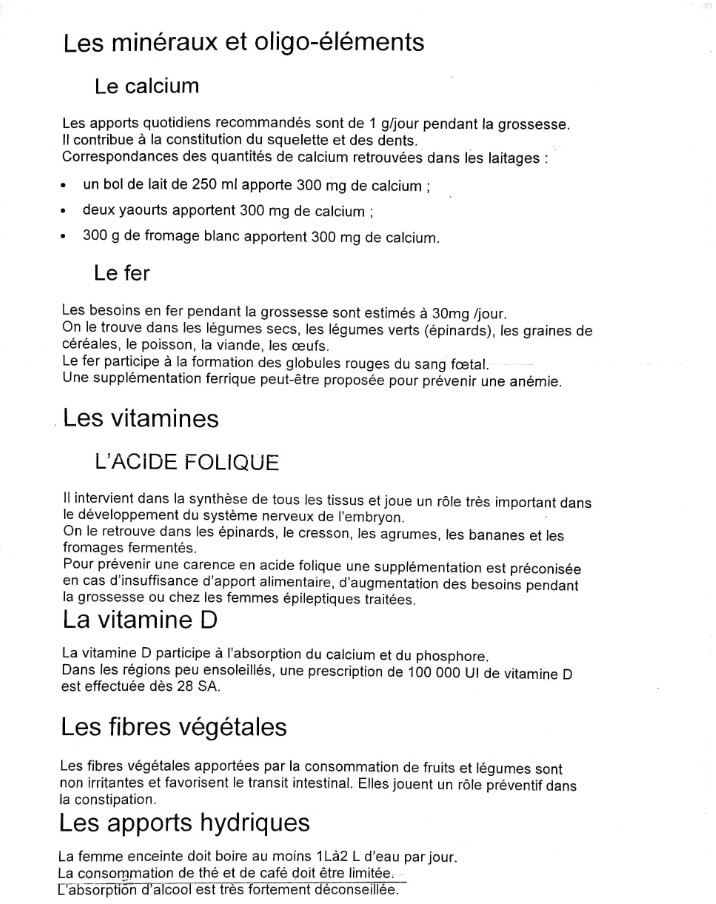 Les minéraux et oligo-éléments
Le calcium
Les apports quotidiens recommandés sont de 1 g/jour pendant la grossesse.
Il contribue à la constitution du squelette et des dents.
Correspondances des quantités de calcium retrouvées dans les laitages :
• un bol de lait de 250 ml apporte 300 mg de calcium ;
• deux yaourts apportent 300 mg de calcium ;
• 300 g de fromage blanc apportent 300 mg de calcium.
Le fer
Les besoins en fer pendant la grossesse sont estimés à 30mg /jour.
On le trouve dans les légumes secs, les légumes verts (épinards), les graines de
céréales, le poisson, la viande, les œufs.
Le fer participe à la formation des globules rouges du sang fœtal.
Une supplémentation ferrique peut-être proposée pour prévenir une anémie.
Les vitamines
L'ACIDE FOLIQUE
Il intervient dans la synthèse de tous les tissus et joue un rôle très important dans
le développement du système nerveux de l'embryon.
On le retrouve dans les épinards, le cresson, les agrumes, les bananes et les
fromages fermentés.
Pour prévenir une carence en acide folique une supplémentation est préconisée
en cas d'insuffisance d'apport alimentaire, d'augmentation des besoins pendant
la grossesse ou chez les femmes épileptiques traitées.
La vitamine D
La vitamine D participe à l'absorption du calcium et du phosphore.
Dans les régions peu ensoleillés, une prescription de 100 000 UI de vitamine D
est effectuée dès 28 SA.
Les fibres végétales
Les fibres végétales apportées par la consommation de fruits et légumes sont
non irritantes et favorisent le transit intestinal. Elles jouent un rôle préventif dans
la constipation.
Les apports hydriques
La femme enceinte doit boire au moins 1Là2 L d'eau par jour.
La consommation de thé et de café doit être limitée.
L'absorption d'alcool est très fortement déconseillée.